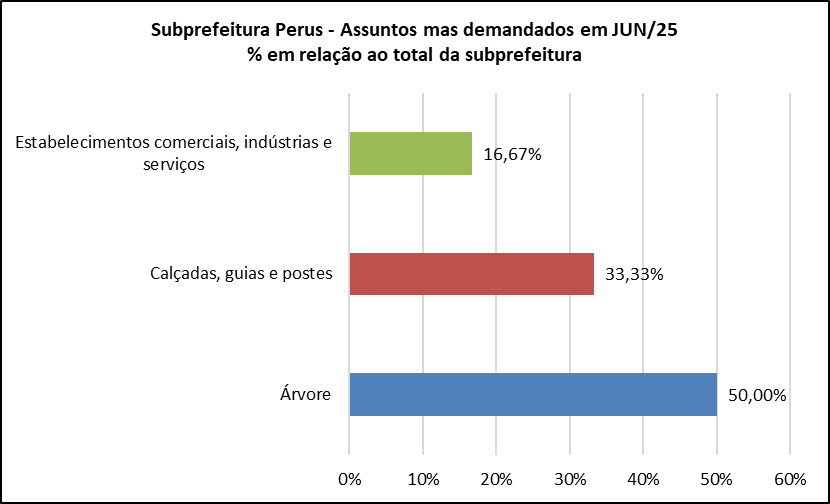 Subprefeitura Perus - Assuntos mas demandados em JUN/25
% em relação ao total da subprefeitura
Estabelecimentos comerciais, indústrias e
serviços
16,67%
Calçadas, guias e postes
33,33%
Árvore
50,00%
0% 10% 20% 30% 40% 50% 60%